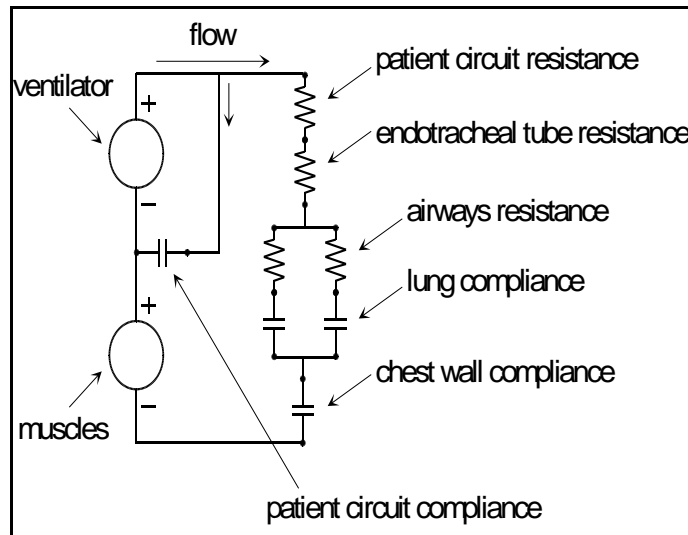 flow
patient circuit resistance
ventilator
+
endotracheal tube resistance
−
airways resistance
+
lung compliance
chest wall compliance
−
muscles
patient circuit compliance